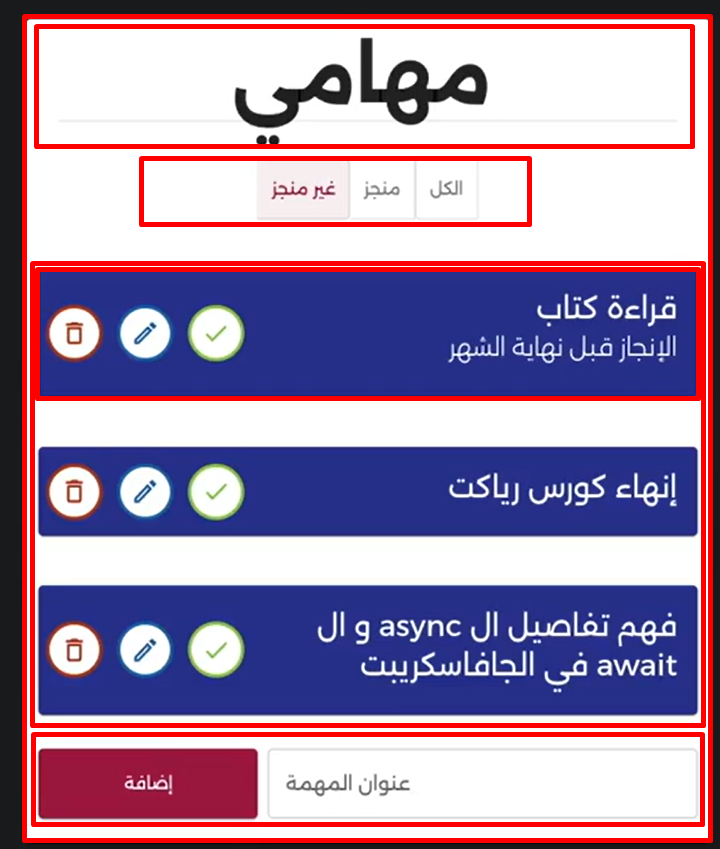 مهامي
الكل
منجز
غير منجز
قراءة كتاب
الإنجاز قبل نهاية الشهر
إنهاء كورس رياكت
فهم تفاصيل ال async و ال
await في الجافاسكريبت
عنوان المهمة
إضافة